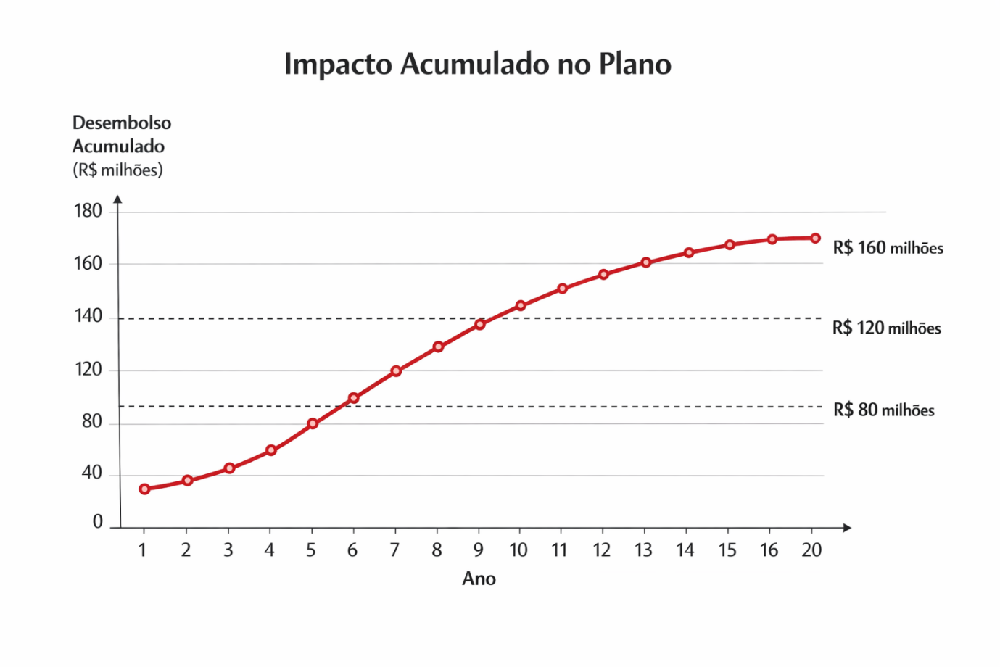 Impacto Acumulado no Plano
Desembolso
Acumulado
(R$ milhões)
180
160
140
120
80
40
0
R$ 160 milhões
R$ 120 milhões
R$ 80 milhões
1 2 3 4 5 6 7 8 9 10 11 12 13 14 15 16 20
Ano